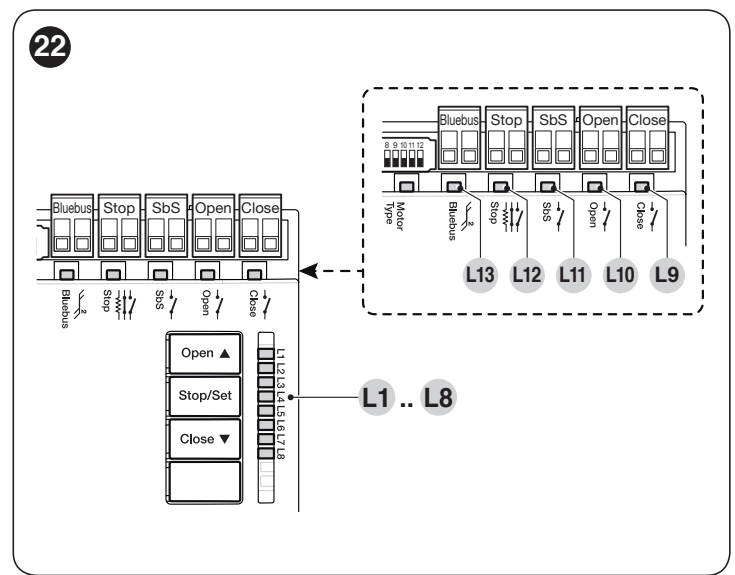 22
Bluebus Stop SbS Open Close
8 9 10 11 12
Motor Type
Bluebus 2
Stop
SbS
Open
Close
L13 L12 L11 L10 L9
Bluebus Stop SbS Open Close
Bluebus 2
Stop
SbS
Open
Close
Open ▲
Stop/Set
Close ▼
L1
L2
L3
L4
L5
L6
L7
L8
L1 .. L8